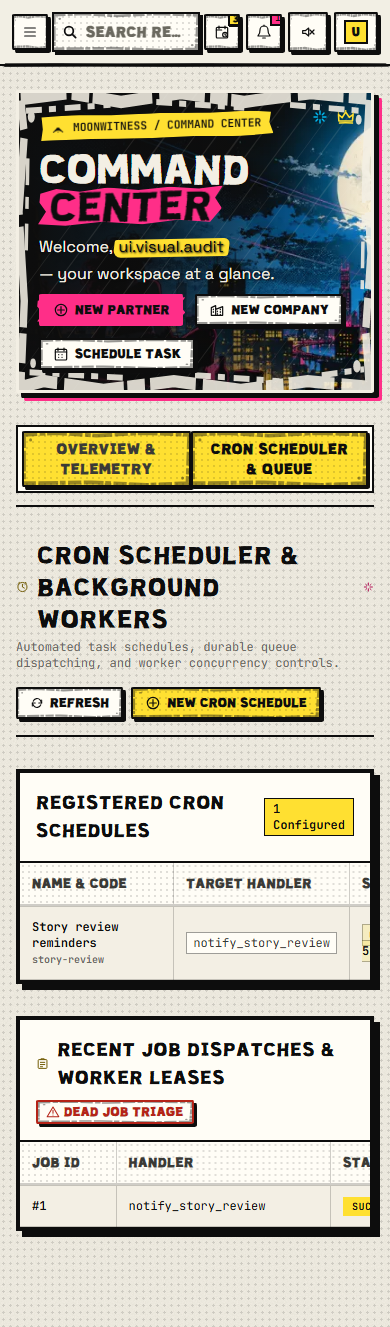 SEARCH RE…
U
MOONWITNESS / COMMAND CENTER
COMMAND
CENTER
Welcome, ui.visual.audit
— your workspace at a glance.
NEW PARTNER
NEW COMPANY
SCHEDULE TASK
OVERVIEW &
TELEMETRY
CRON SCHEDULER
& QUEUE
CRON SCHEDULER &
BACKGROUND
WORKERS
Automated task schedules, durable queue
dispatching, and worker concurrency controls.
REFRESH
NEW CRON SCHEDULE
REGISTERED CRON
SCHEDULES
1
Configured
NAME & CODE
TARGET HANDLER
S
Story review
reminders
story-review
notify_story_review
5
RECENT JOB DISPATCHES &
WORKER LEASES
DEAD JOB TRIAGE
JOB ID
HANDLER
STA
#1
notify_story_review
suc